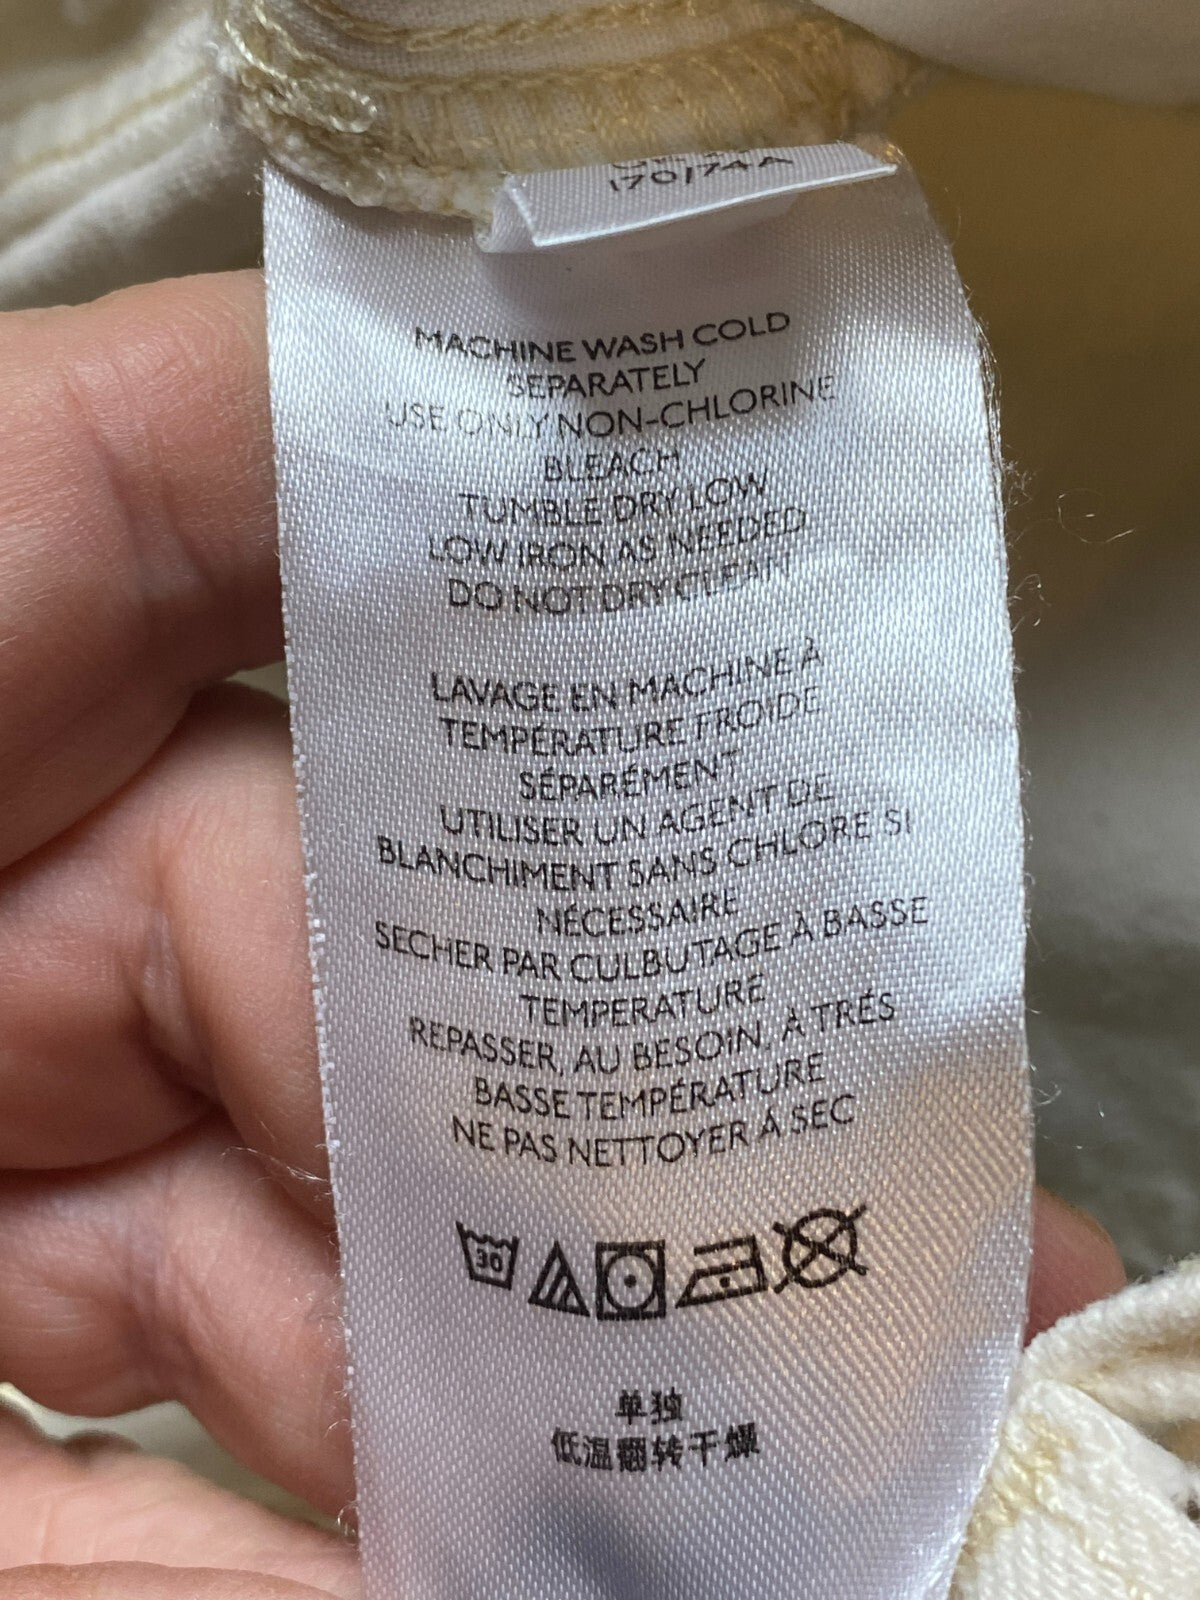 170/74A
MACHINE WASH COLD
SEPARATELY
USE ONLY NON-CHLORINE
BLEACH
TUMBLE DRY LOW
LOW IRON AS NEEDED
DO NOT DRY CLEAN
LAVAGE EN MACHINE À
TEMPÉRATURE FROIDE
SÉPARÉMENT
UTILISER UN AGENT DE
BLANCHIMENT SANS CHLORE SI
NÉCESSAIRE
SECHER PAR CULBUTAGE À BASSE
TEMPERATURE
REPASSER, AU BESOIN, À TRÉS
BASSE TEMPÉRATURE
NE PAS NETTOYER À SEC
30
单独
低温翻转干燥